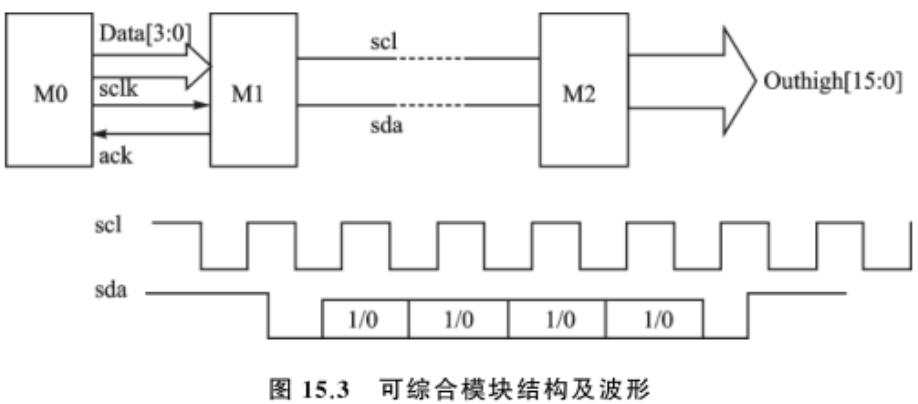 Data[3:0]
scl
M0
sclk
M1
M2
Outhigh[15:0]
sda
ack
scl
sda
1/0 1/0 1/0 1/0
图 15.3 可综合模块结构及波形